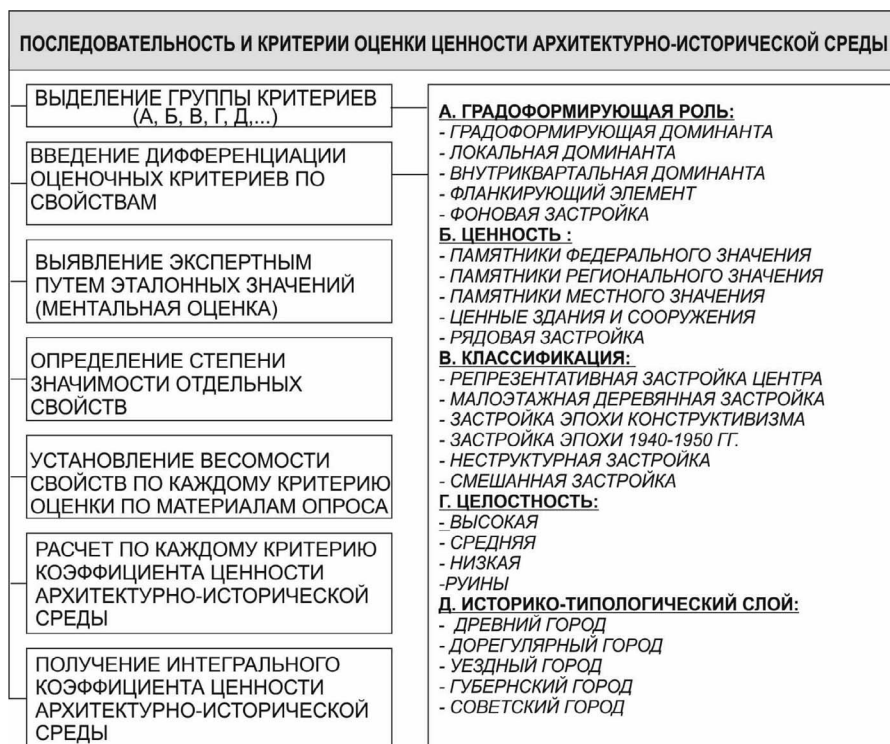 ПОСЛЕДОВАТЕЛЬНОСТЬ И КРИТЕРИИ ОЦЕНКИ ЦЕННОСТИ АРХИТЕКТУРНО-ИСТОРИЧЕСКОЙ СРЕДЫ
ВЫДЕЛЕНИЕ ГРУППЫ КРИТЕРИЕВ
(А, Б, В, Г, Д,...)
ВВЕДЕНИЕ ДИФФЕРЕНЦИАЦИИ
ОЦЕНОЧНЫХ КРИТЕРИЕВ ПО
СВОЙСТВАМ
ВЫЯВЛЕНИЕ ЭКСПЕРТНЫМ
ПУТЕМ ЭТАЛОННЫХ ЗНАЧЕНИЙ
(МЕНТАЛЬНАЯ ОЦЕНКА)
ОПРЕДЕЛЕНИЕ СТЕПЕНИ
ЗНАЧИМОСТИ ОТДЕЛЬНЫХ
СВОЙСТВ
УСТАНОВЛЕНИЕ ВЕСОМОСТИ
СВОЙСТВ ПО КАЖДОМУ КРИТЕРИЮ
ОЦЕНКИ ПО МАТЕРИАЛАМ ОПРОСА
РАСЧЕТ ПО КАЖДОМУ КРИТЕРИЮ
КОЭФФИЦИЕНТА ЦЕННОСТИ
АРХИТЕКТУРНО-ИСТОРИЧЕСКОЙ
СРЕДЫ
ПОЛУЧЕНИЕ ИНТЕГРАЛЬНОГО
КОЭФФИЦИЕНТА ЦЕННОСТИ
АРХИТЕКТУРНО-ИСТОРИЧЕСКОЙ
СРЕДЫ
А. ГРАДОФОРМИРУЮЩАЯ РОЛЬ:
- ГРАДОФОРМИРУЮЩАЯ ДОМИНАНТА
- ЛОКАЛЬНАЯ ДОМИНАНТА
- ВНУТРИКВАРТАЛЬНАЯ ДОМИНАНТА
- ФЛАНКИРУЮЩИЙ ЭЛЕМЕНТ
- ФОНОВАЯ ЗАСТРОЙКА
Б. ЦЕННОСТЬ :
- ПАМЯТНИКИ ФЕДЕРАЛЬНОГО ЗНАЧЕНИЯ
- ПАМЯТНИКИ РЕГИОНАЛЬНОГО ЗНАЧЕНИЯ
- ПАМЯТНИКИ МЕСТНОГО ЗНАЧЕНИЯ
- ЦЕННЫЕ ЗДАНИЯ И СООРУЖЕНИЯ
- РЯДОВАЯ ЗАСТРОЙКА
В. КЛАССИФИКАЦИЯ:
- РЕПРЕЗЕНТАТИВНАЯ ЗАСТРОЙКА ЦЕНТРА
- МАЛОЭТАЖНАЯ ДЕРЕВЯННАЯ ЗАСТРОЙКА
- ЗАСТРОЙКА ЭПОХИ КОНСТРУКТИВИЗМА
- ЗАСТРОЙКА ЭПОХИ 1940-1950 ГГ.
- НЕСТРУКТУРНАЯ ЗАСТРОЙКА
- СМЕШАННАЯ ЗАСТРОЙКА
Г. ЦЕЛОСТНОСТЬ:
- ВЫСОКАЯ
- СРЕДНЯЯ
- НИЗКАЯ
-РУИНЫ
Д. ИСТОРИКО-ТИПОЛОГИЧЕСКИЙ СЛОЙ:
- ДРЕВНИЙ ГОРОД
- ДОРЕГУЛЯРНЫЙ ГОРОД
- УЕЗДНЫЙ ГОРОД
- ГУБЕРНСКИЙ ГОРОД
- СОВЕТСКИЙ ГОРОД